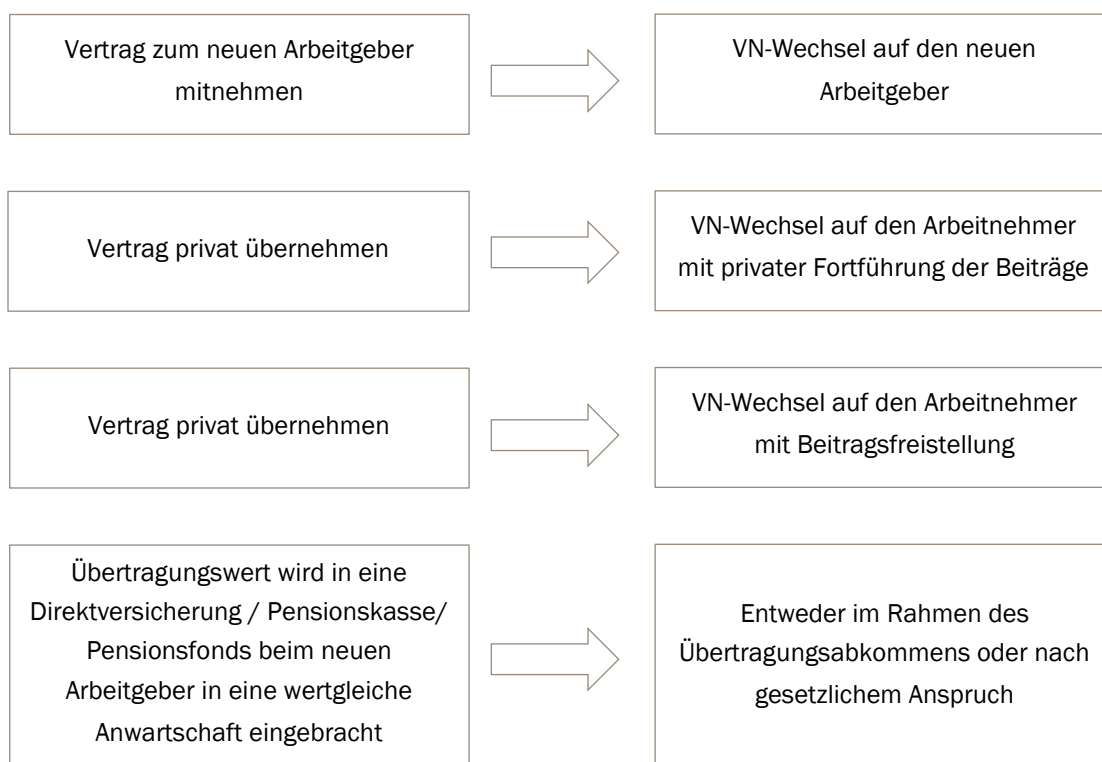 Vertrag zum neuen Arbeitgeber
mitnehmen
VN-Wechsel auf den neuen
Arbeitgeber
Vertrag privat übernehmen
VN-Wechsel auf den Arbeitnehmer
mit privater Fortführung der Beiträge
Vertrag privat übernehmen
VN-Wechsel auf den Arbeitnehmer
mit Beitragsfreistellung
Übertragungswert wird in eine
Direktversicherung / Pensionskasse/
Pensionsfonds beim neuen
Arbeitgeber in eine wertgleiche
Anwartschaft eingebracht
Entweder im Rahmen des
Übertragungsabkommens oder nach
gesetzlichem Anspruch